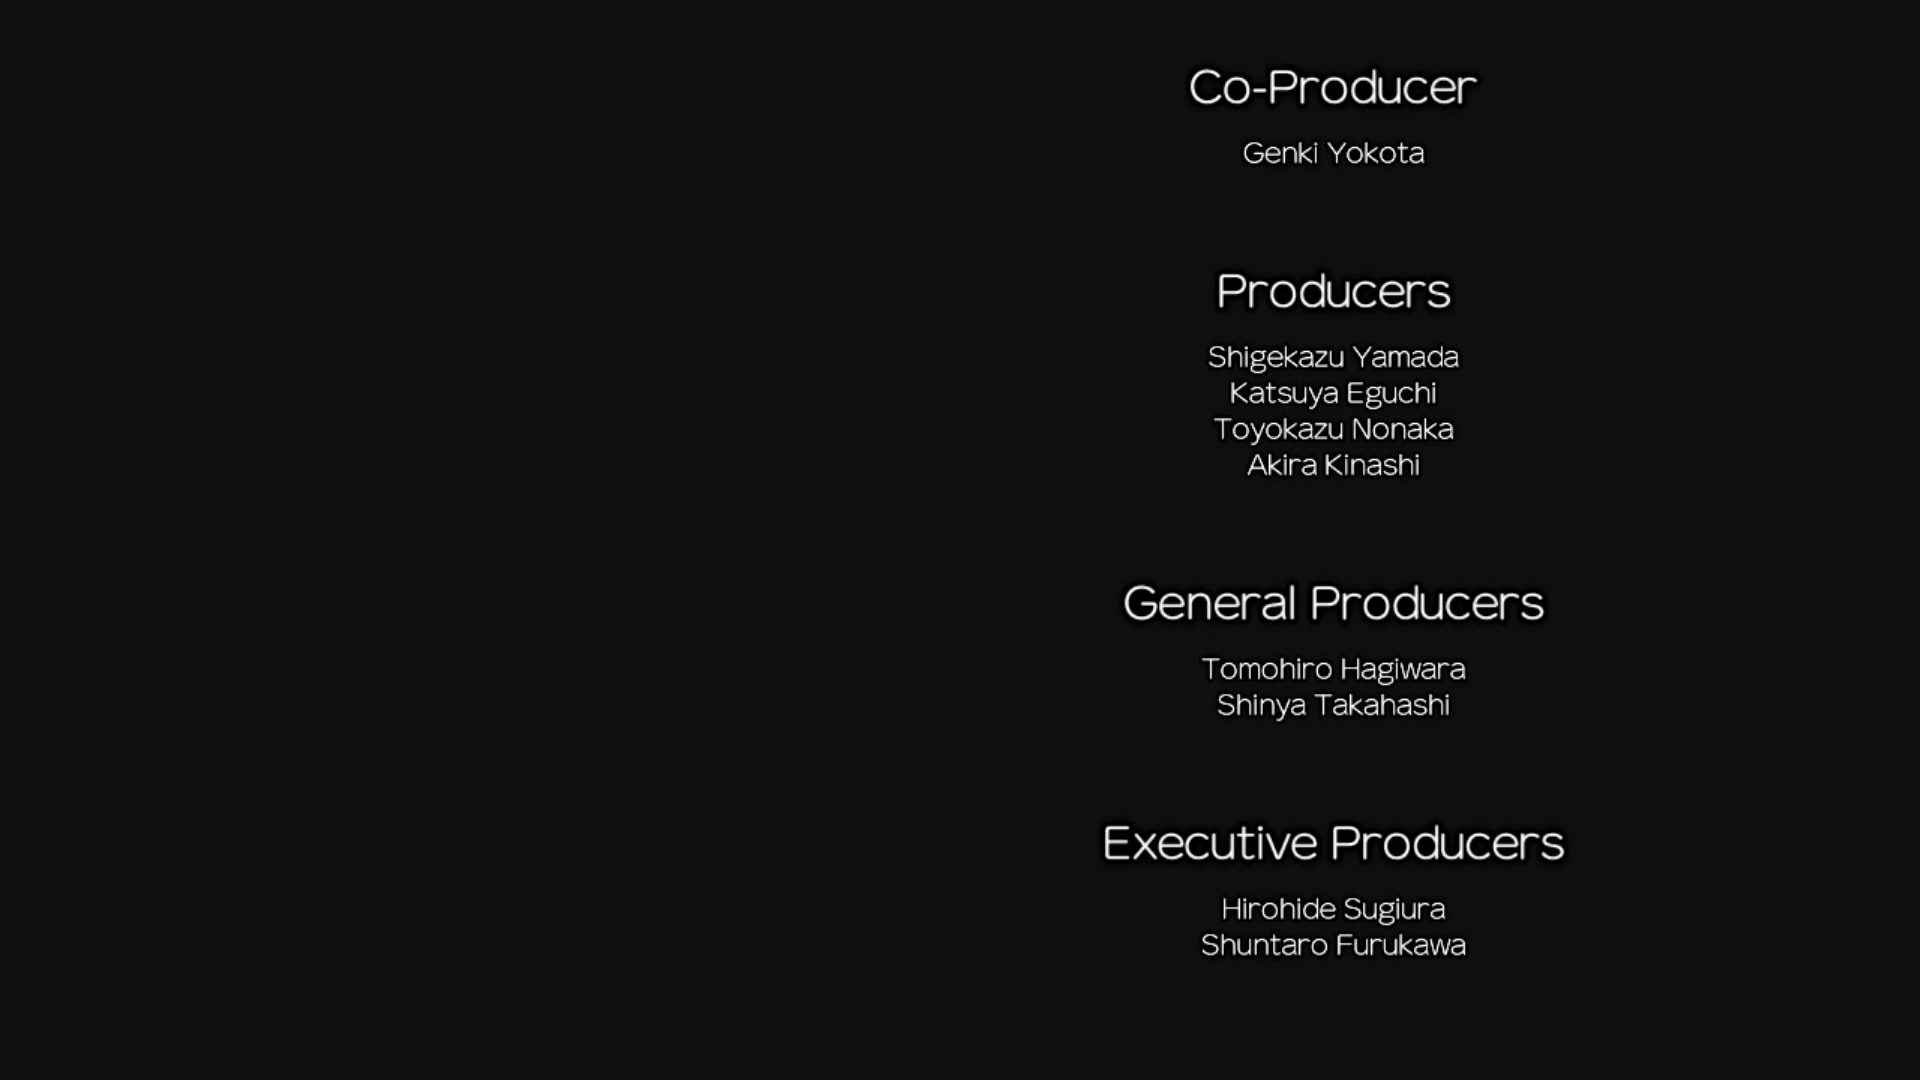 Co-Producer
Genki Yokota
Producers
Shigekazu Yamada
Katsuya Eguchi
Toyokazu Nonaka
Akira Kinashi
General Producers
Tomohiro Hagiwara
Shinya Takahashi
Executive Producers
Hirohide Sugiura
Shuntaro Furukawa